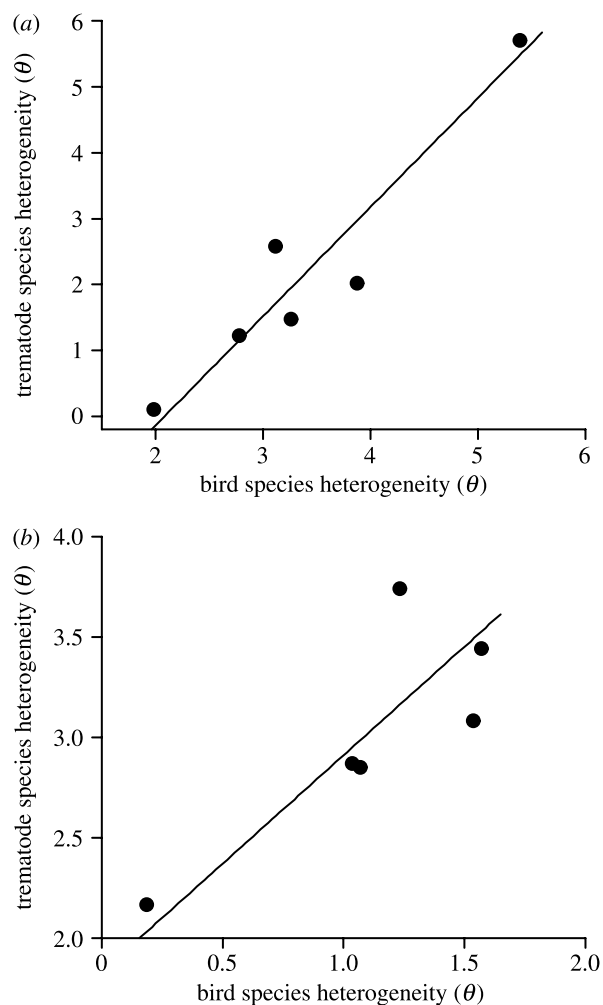 (a)
6
5
4
3
2
1
0
trematode species heterogeneity (θ)
2 3 4 5 6
bird species heterogeneity (θ)
(b)
4.0
3.5
3.0
2.5
2.0
trematode species heterogeneity (θ)
0 0.5 1.0 1.5 2.0
bird species heterogeneity (θ)